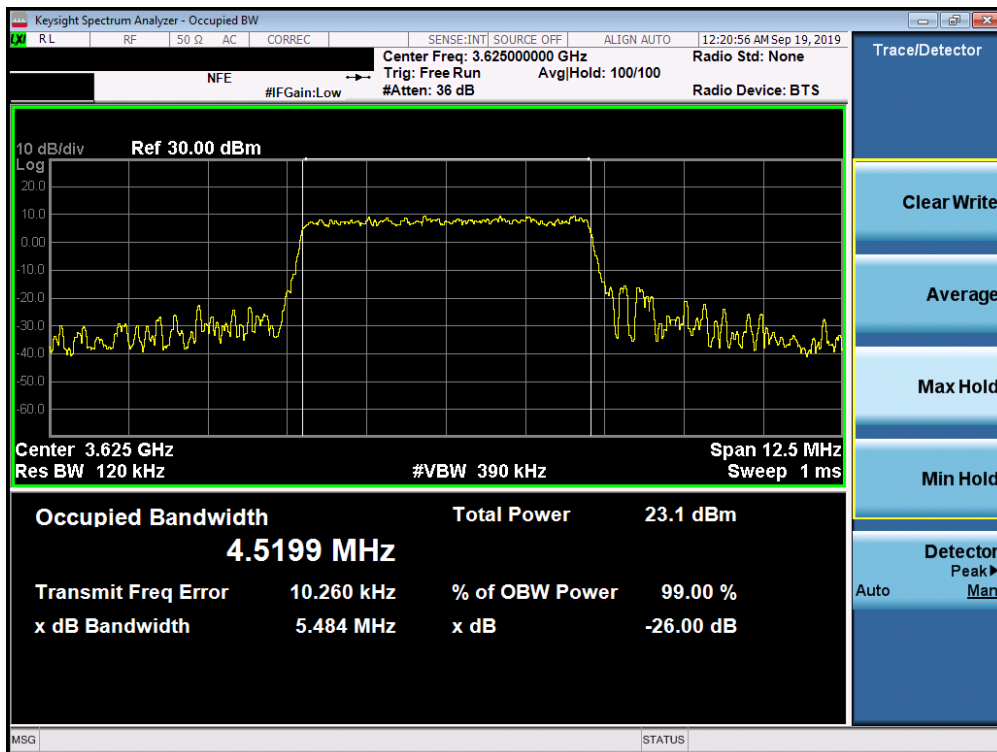 Keysight Spectrum Analyzer - Occupied BW
LXI RL RF 50 Ω AC CORREC SENSE:INT SOURCE OFF ALIGN AUTO 12:20:56 AM Sep 19, 2019
Center Freq: 3.625000000 GHz Radio Std: None
NFE Trig: Free Run Avg|Hold: 100/100
#IFGain:Low #Atten: 36 dB Radio Device: BTS
10 dB/div Ref 30.00 dBm
Log
20.0
10.0
0.00
-10.0
-20.0
-30.0
-40.0
-50.0
-60.0
Center 3.625 GHz Span 12.5 MHz
Res BW 120 kHz #VBW 390 kHz Sweep 1 ms
Occupied Bandwidth Total Power 23.1 dBm
4.5199 MHz
Transmit Freq Error 10.260 kHz % of OBW Power 99.00 %
x dB Bandwidth 5.484 MHz x dB -26.00 dB
MSG STATUS
Trace/Detector
Clear Write
Average
Max Hold
Min Hold
Detector
Peak▶
Auto Man